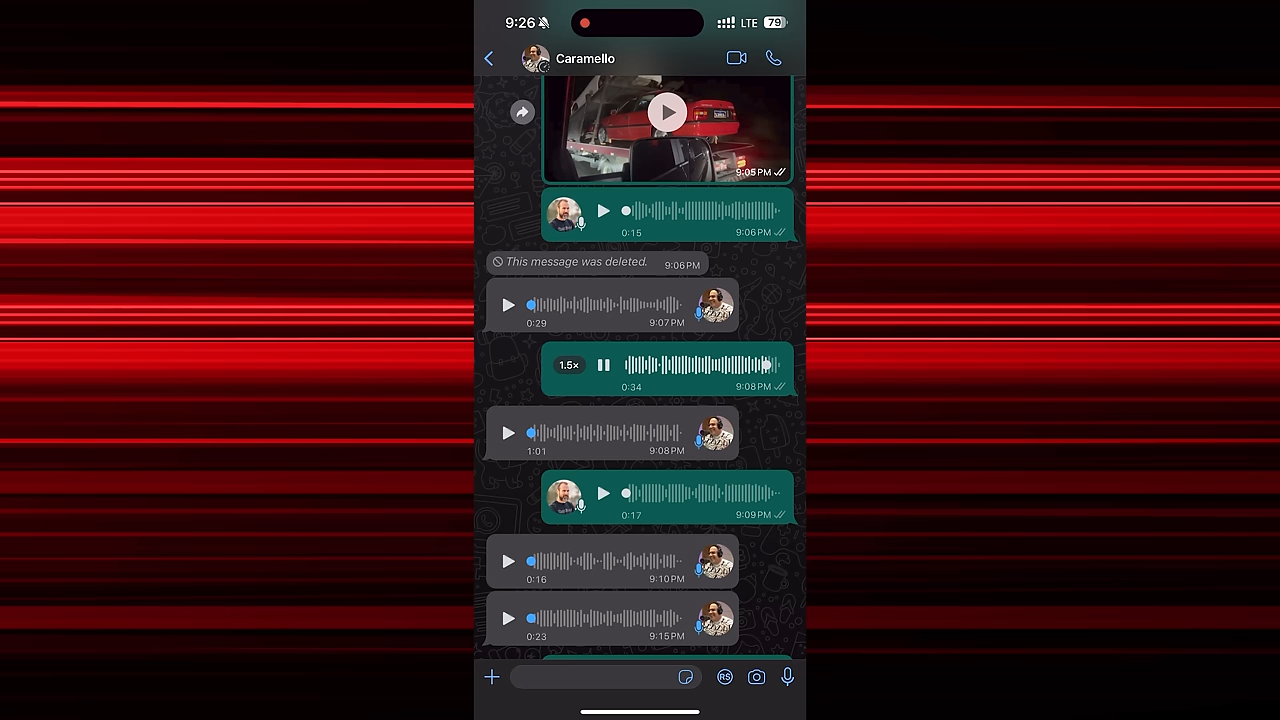 9:26 LTE 79
Caramello
9:05 PM
0:15 9:06 PM
This message was deleted. 9:06 PM
0:29 9:07 PM
1.5×
0:34 9:08 PM
1:01 9:08 PM
0:17 9:09 PM
0:16 9:10 PM
0:23 9:15 PM
RS